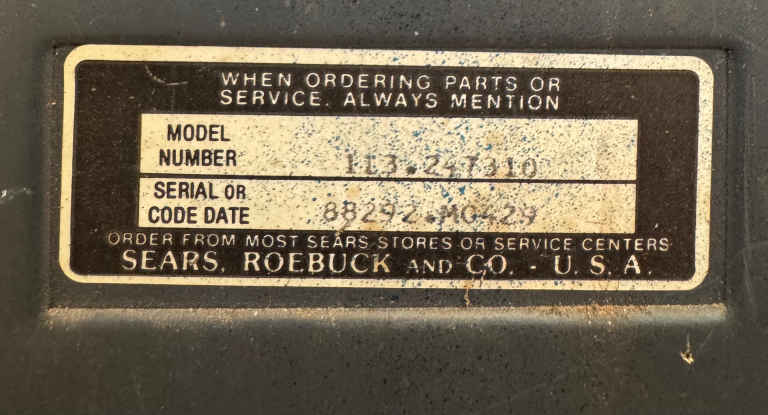 WHEN ORDERING PARTS OR
SERVICE, ALWAYS MENTION
MODEL
NUMBER 113.247310
SERIAL OR
CODE DATE 88292.M0429
ORDER FROM MOST SEARS STORES OR SERVICE CENTERS
SEARS, ROEBUCK AND CO. - U.S.A.